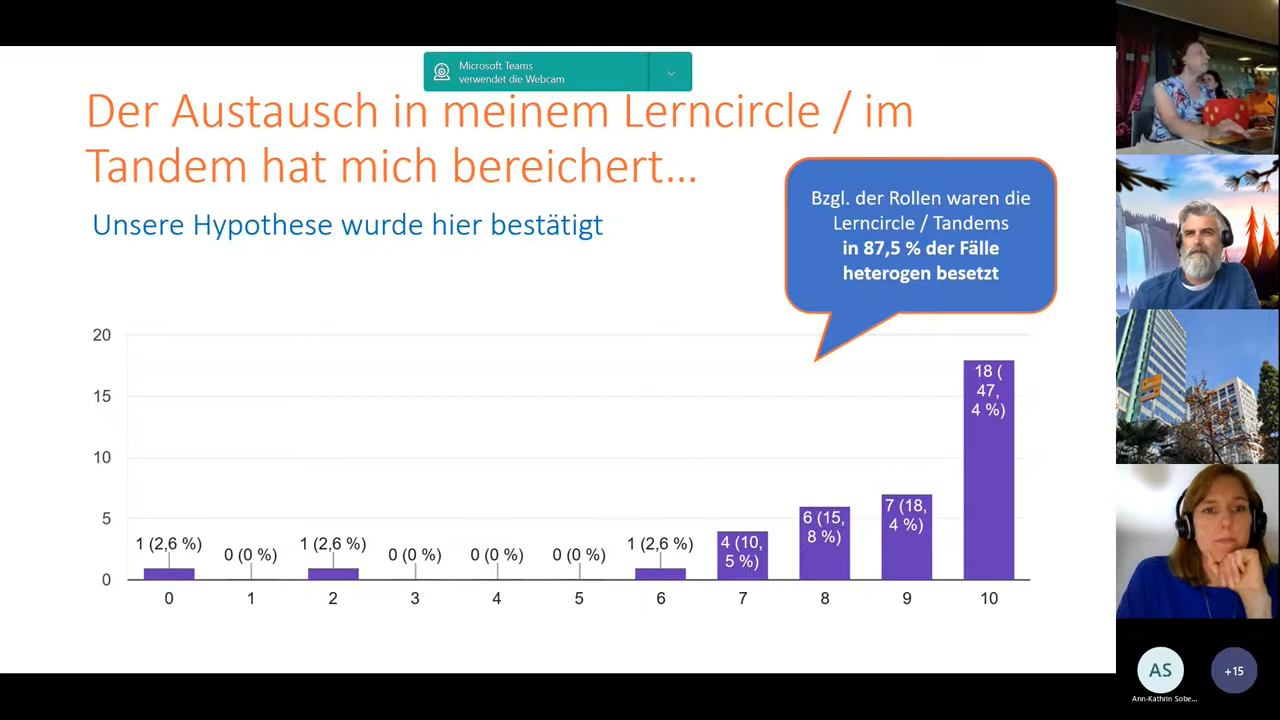 Microsoft Teams
verwendet die Webcam
Der Austausch in meinem Lerncircle / im
Tandem hat mich bereichert...
Unsere Hypothese wurde hier bestätigt
Bzgl. der Rollen waren die
Lerncircle / Tandems
in 87,5 % der Fälle
heterogen besetzt
20
15
10
5
0
1 (2,6 %)
0 (0 %)
1 (2,6 %)
0 (0 %)
0 (0 %)
0 (0 %)
1 (2,6 %)
4 (10,
5 %)
6 (15,
8 %)
7 (18,
4 %)
18 (
47,
4 %)
0 1 2 3 4 5 6 7 8 9 10
AS
+15
Ann-Kathrin Sobe...